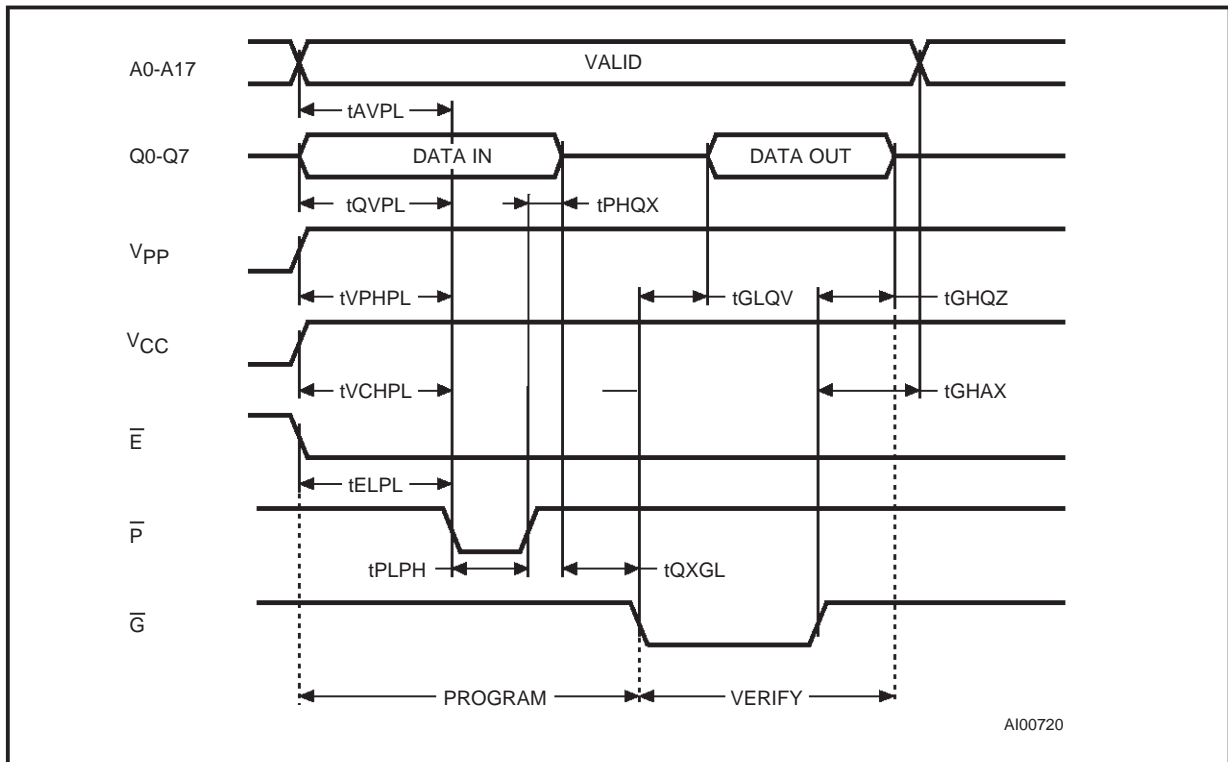 A0-A17
VALID
tAVPL
Q0-Q7
DATA IN
DATA OUT
tQVPL
tPHQX
VPP
tVPHPL
tGLQV
tGHQZ
VCC
tVCHPL
tGHAX
E̅
tELPL
P̅
tPLPH
tQXGL
G̅
PROGRAM
VERIFY
AI00720